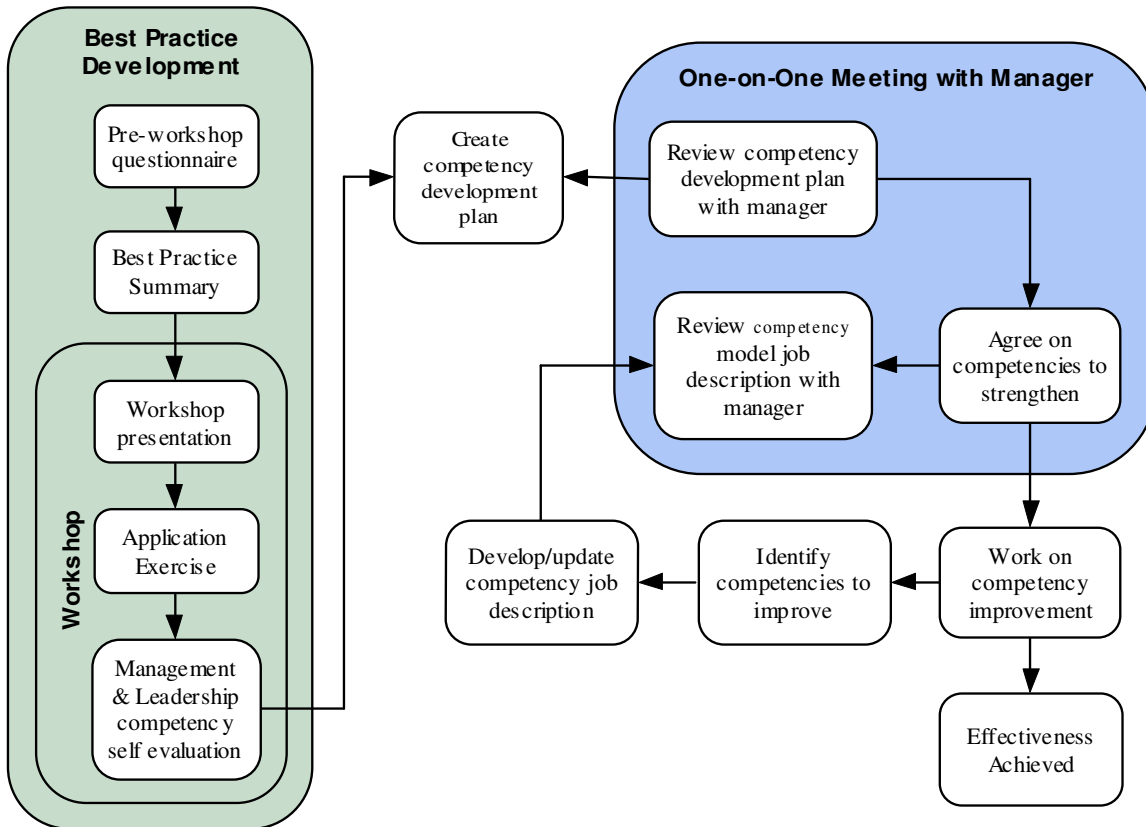 Best Practice
Development
Pre-workshop
questionnaire
Best Practice
Summary
Workshop
Workshop
presentation
Application
Exercise
Management
& Leadership
competency
self evaluation
Create
competency
development
plan
One-on-One Meeting with Manager
Review competency
development plan
with manager
Review competency
model job
description with
manager
Agree on
competencies to
strengthen
Develop/update
competency job
description
Identify
competencies to
improve
Work on
competency
improvement
Effectiveness
Achieved